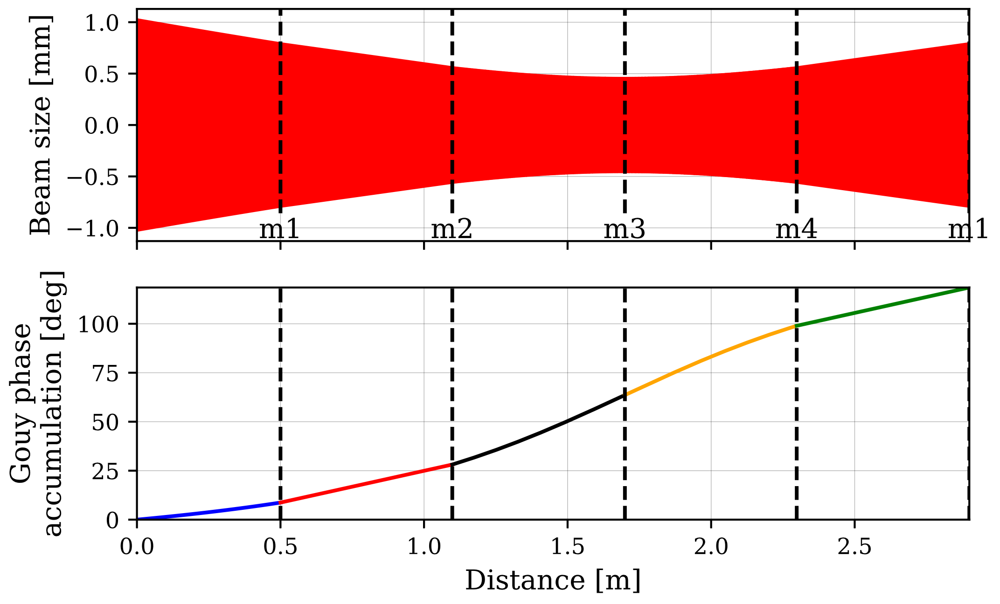 Beam size [mm]
1.0
0.5
0.0
−0.5
−1.0
m1 m2 m3 m4 m1
Gouy phase
accumulation [deg]
100
75
50
25
0
0.0 0.5 1.0 1.5 2.0 2.5
Distance [m]